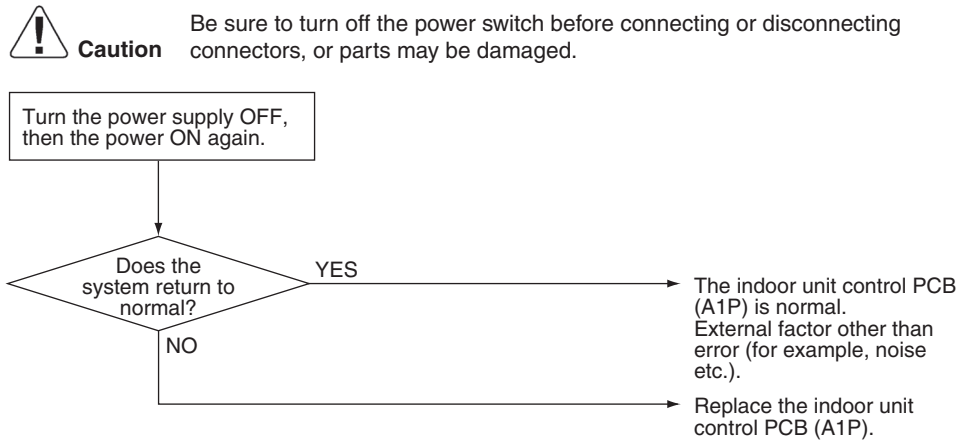 Caution
Be sure to turn off the power switch before connecting or disconnecting
connectors, or parts may be damaged.
Turn the power supply OFF,
then the power ON again.
Does the
system return to
normal?
YES
The indoor unit control PCB
(A1P) is normal.
External factor other than
error (for example, noise
etc.).
NO
Replace the indoor unit
control PCB (A1P).